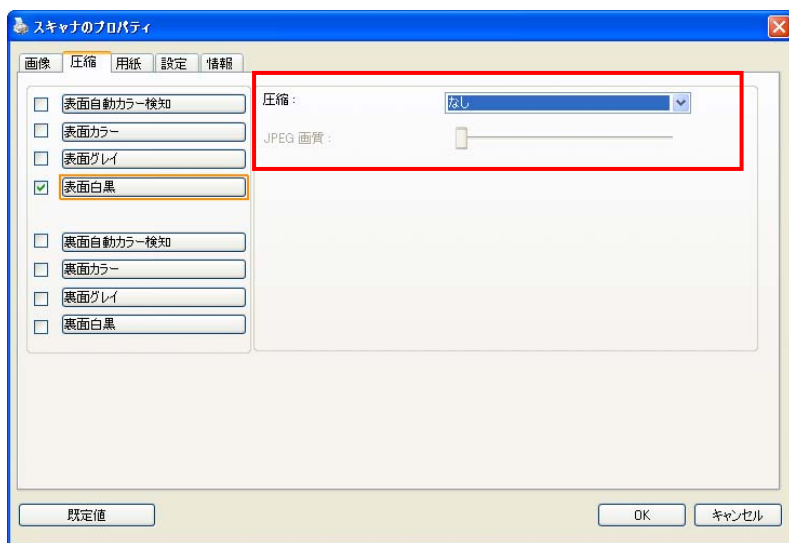 スキャナのプロパティ
画像 圧縮 用紙 設定 情報
表面自動カラー検知
表面カラー
表面グレイ
表面白黒
裏面自動カラー検知
裏面カラー
裏面グレイ
裏面白黒
圧縮： なし
JPEG 画質：
既定値 OK キャンセル